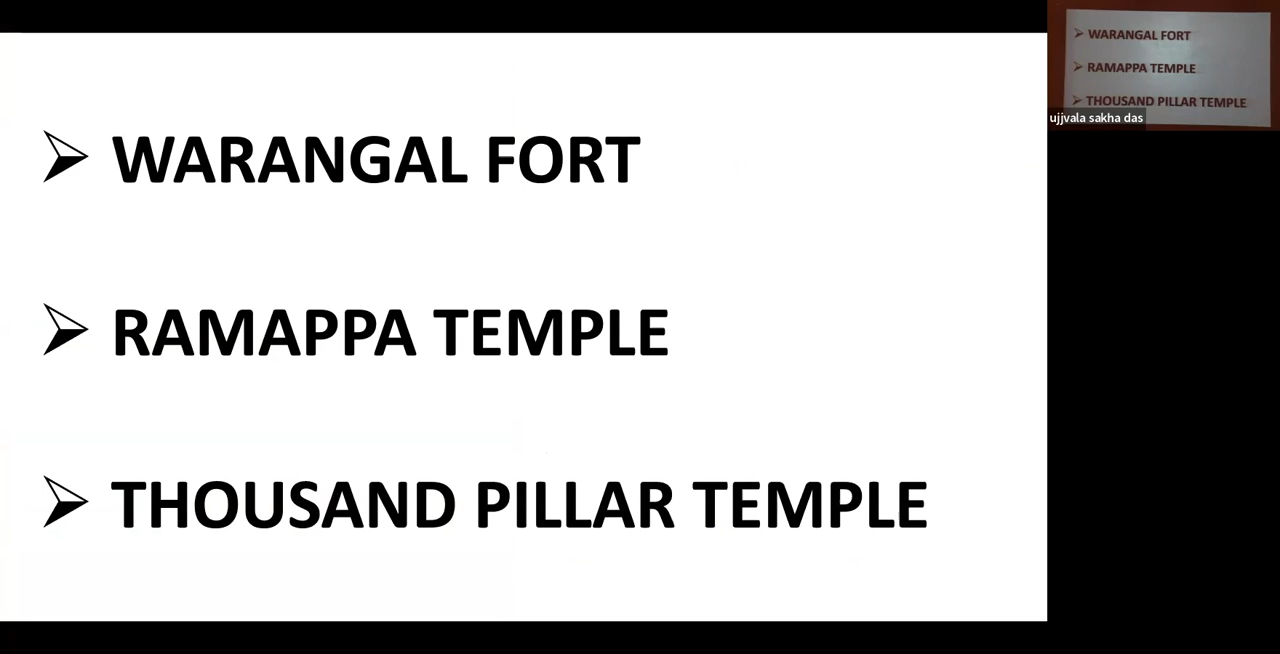 WARANGAL FORT
RAMAPPA TEMPLE
THOUSAND PILLAR TEMPLE
WARANGAL FORT
RAMAPPA TEMPLE
THOUSAND PILLAR TEMPLE
ujjvala sakha das